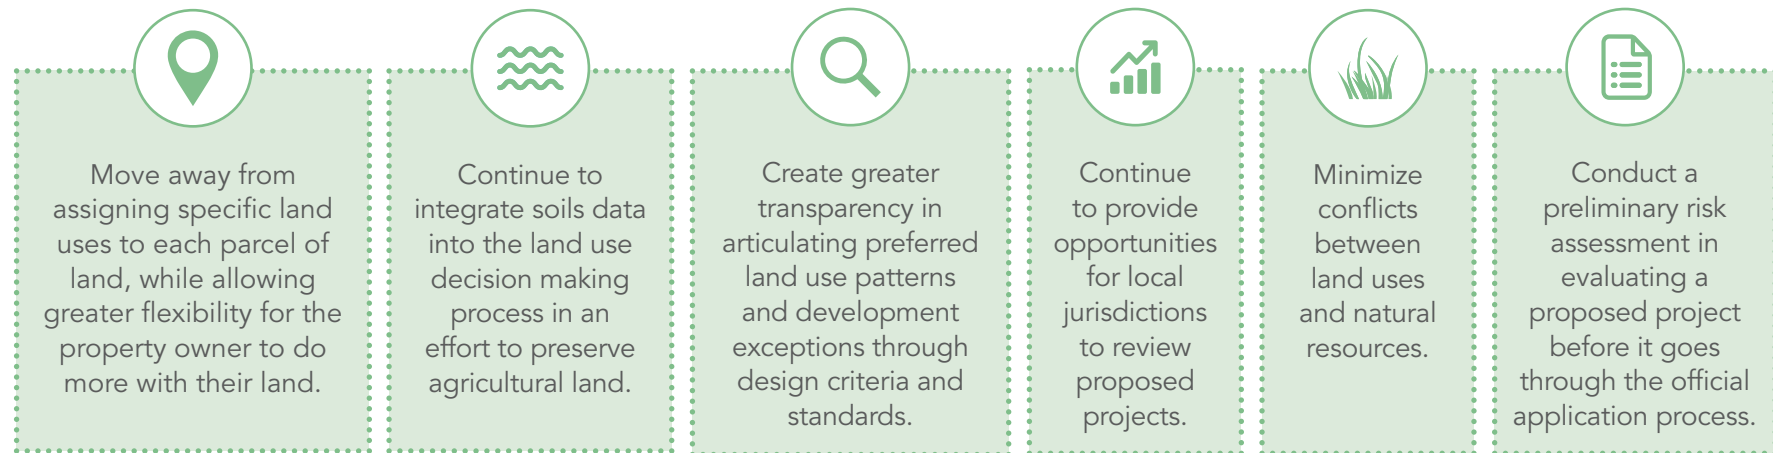 Move away from
assigning specific land
uses to each parcel of
land, while allowing
greater flexibility for the
property owner to do
more with their land.
Continue to
integrate soils data
into the land use
decision making
process in an
effort to preserve
agricultural land.
Create greater
transparency in
articulating preferred
land use patterns
and development
exceptions through
design criteria and
standards.
Continue
to provide
opportunities
for local
jurisdictions
to review
proposed
projects.
Minimize
conflicts
between
land uses
and natural
resources.
Conduct a
preliminary risk
assessment in
evaluating a
proposed project
before it goes
through the official
application process.